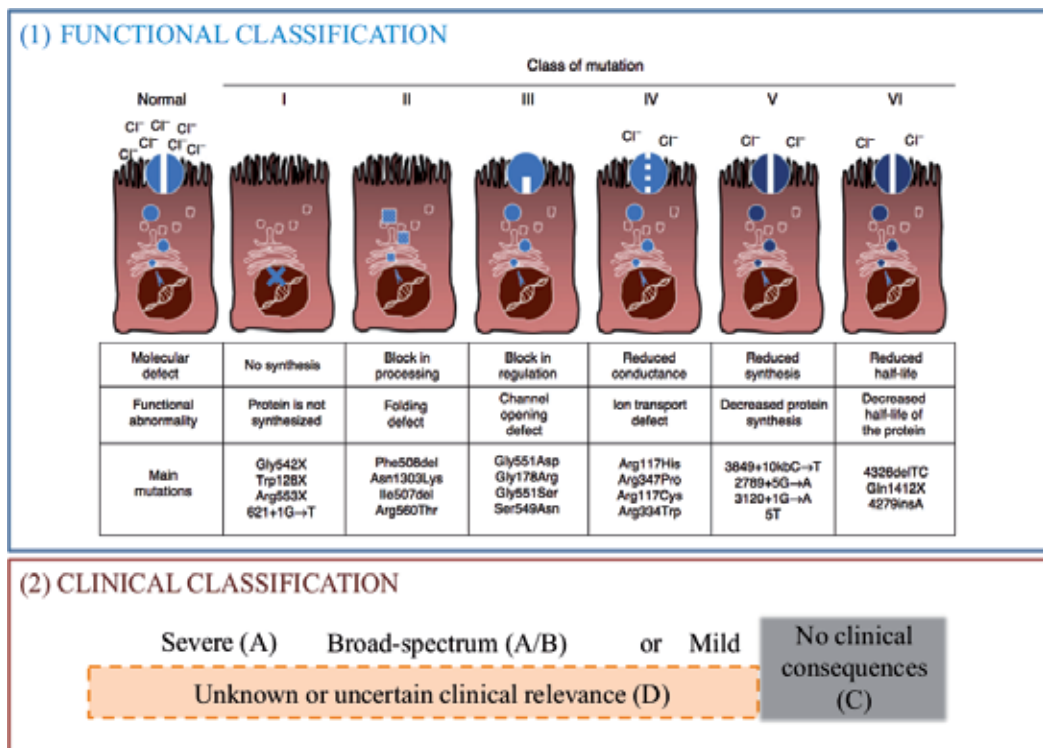 (1) FUNCTIONAL CLASSIFICATION
Class of mutation
Normal I II III IV V VI
Cl⁻ Cl⁻ Cl⁻ Cl⁻ Cl⁻ Cl⁻ Cl⁻
Cl⁻ Cl⁻ Cl⁻ Cl⁻ Cl⁻ Cl⁻
Molecular defect
No synthesis
Block in processing
Block in regulation
Reduced conductance
Reduced synthesis
Reduced half-life
Functional abnormality
Protein is not synthesized
Folding defect
Channel opening defect
Ion transport defect
Decreased protein synthesis
Decreased half-life of the protein
Main mutations
Gly542X
Trp128X
Arg553X
621+1G→T
Phe508del
Asn1303Lys
Ile507del
Arg560Thr
Gly551Asp
Gly178Arg
Gly551Ser
Ser549Asn
Arg117His
Arg347Pro
Arg117Cys
Arg334Trp
3849+10kbC→T
2789+5G→A
3120+1G→A
5T
4326delTC
Gln1412X
4279insA
(2) CLINICAL CLASSIFICATION
Severe (A) Broad-spectrum (A/B) or Mild
No clinical
consequences
(C)
Unknown or uncertain clinical relevance (D)